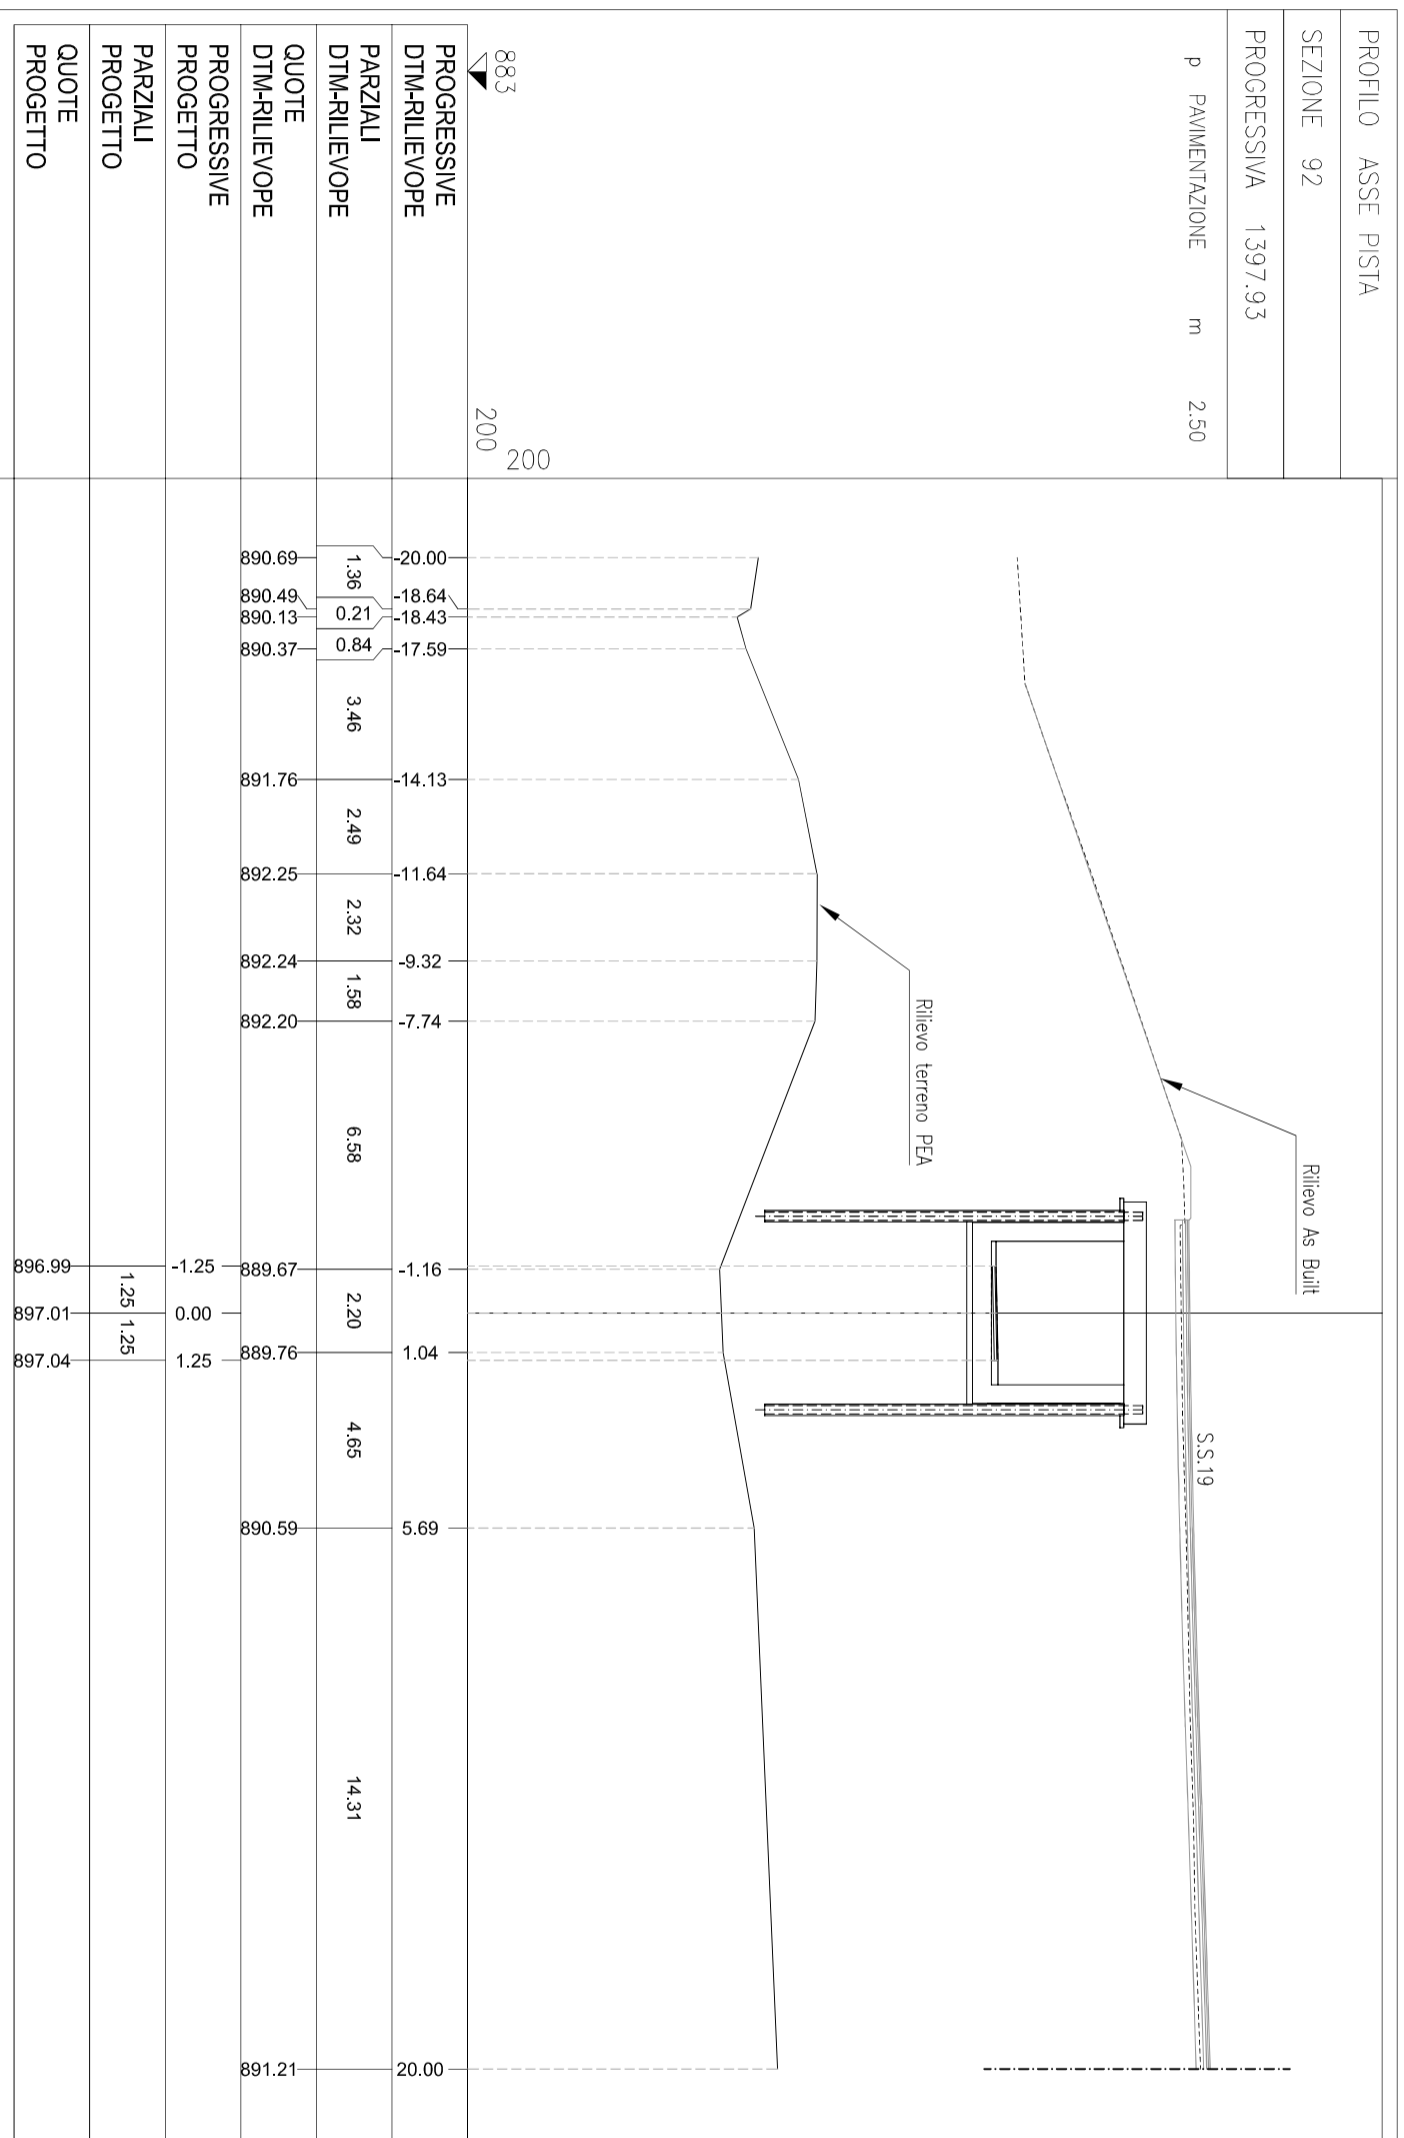 PROFILO ASSE PISTA
SEZIONE 92
PROGRESSIVA 1397.93
p PAVIMENTAZIONE m 2.50
Rilievo As Built
S.S.19
Rilievo terreno PEA
200
883
200
PROGRESSIVE
DTM-RILIEVOPE
-20.00 -18.64 -18.43 -17.59 -14.13 -11.64 -9.32 -7.74 -1.16 1.04 5.69 20.00
PARZIALI
DTM-RILIEVOPE
1.36 0.21 0.84 3.46 2.49 2.32 1.58 6.58 2.20 4.65 14.31
QUOTE
DTM-RILIEVOPE
890.69 890.49 890.13 890.37 891.76 892.25 892.24 892.20 889.67 889.76 890.59 891.21
PROGRESSIVE
PROGETTO
-1.25 0.00 1.25
PARZIALI
PROGETTO
1.25 1.25
QUOTE
PROGETTO
896.99 897.01 897.04